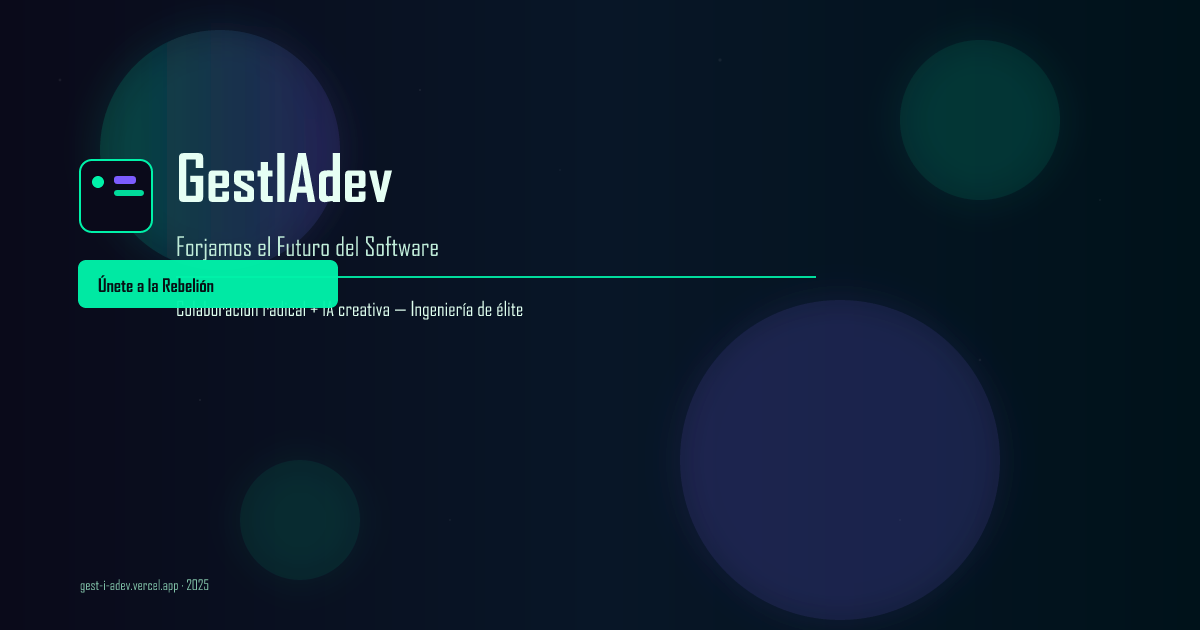 GestIAdev
Forjamos el Futuro del Software
Únete a la Rebelión
Colaboración radical + IA creativa — Ingeniería de élite
gest-i-adev.vercel.app · 2025